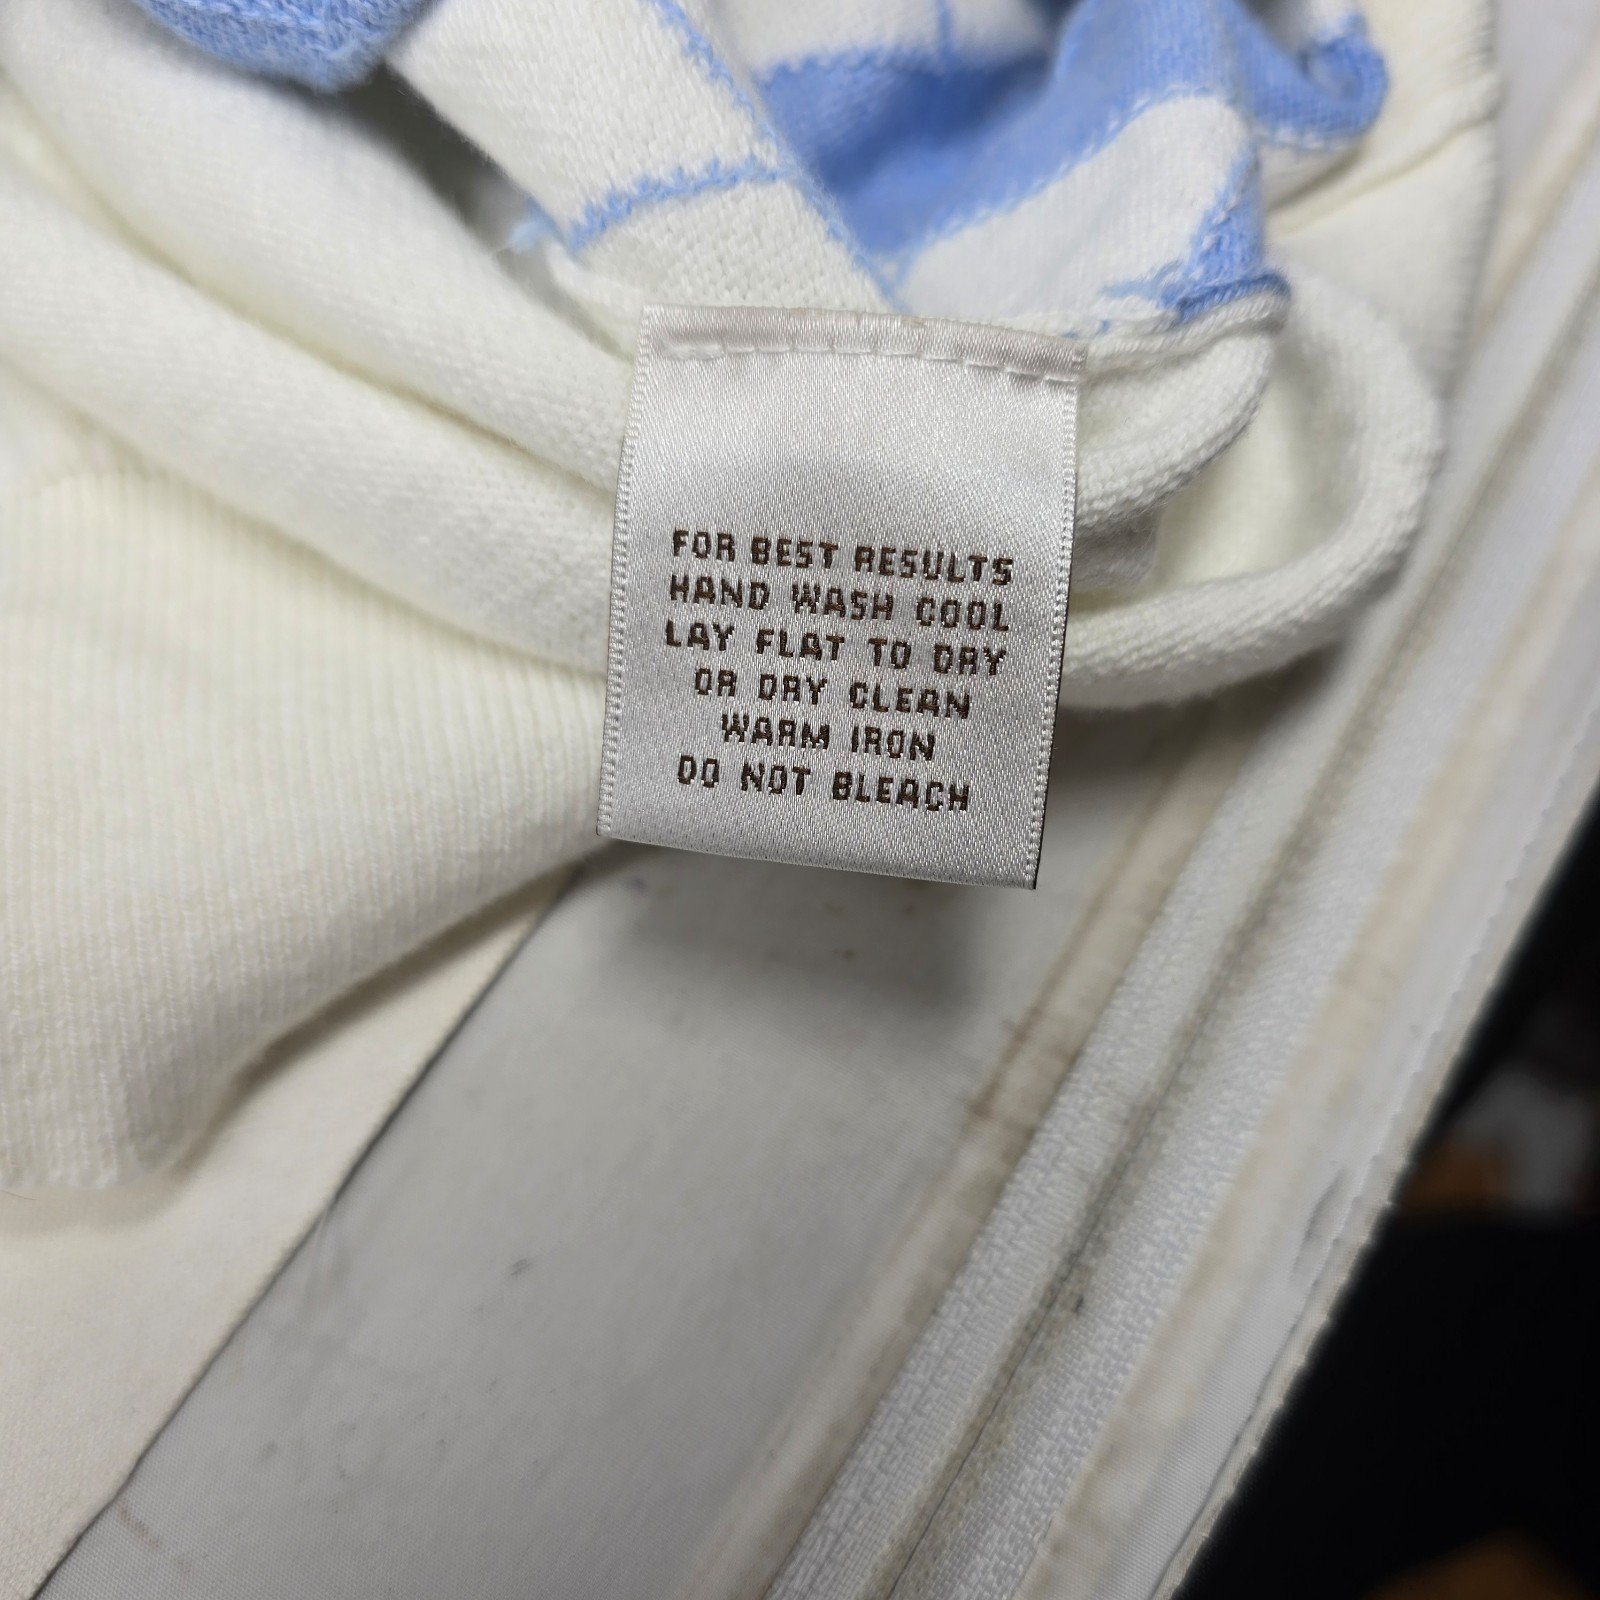 FOR BEST RESULTS
HAND WASH COOL
LAY FLAT TO DRY
OR DRY CLEAN
WARM IRON
DO NOT BLEACH